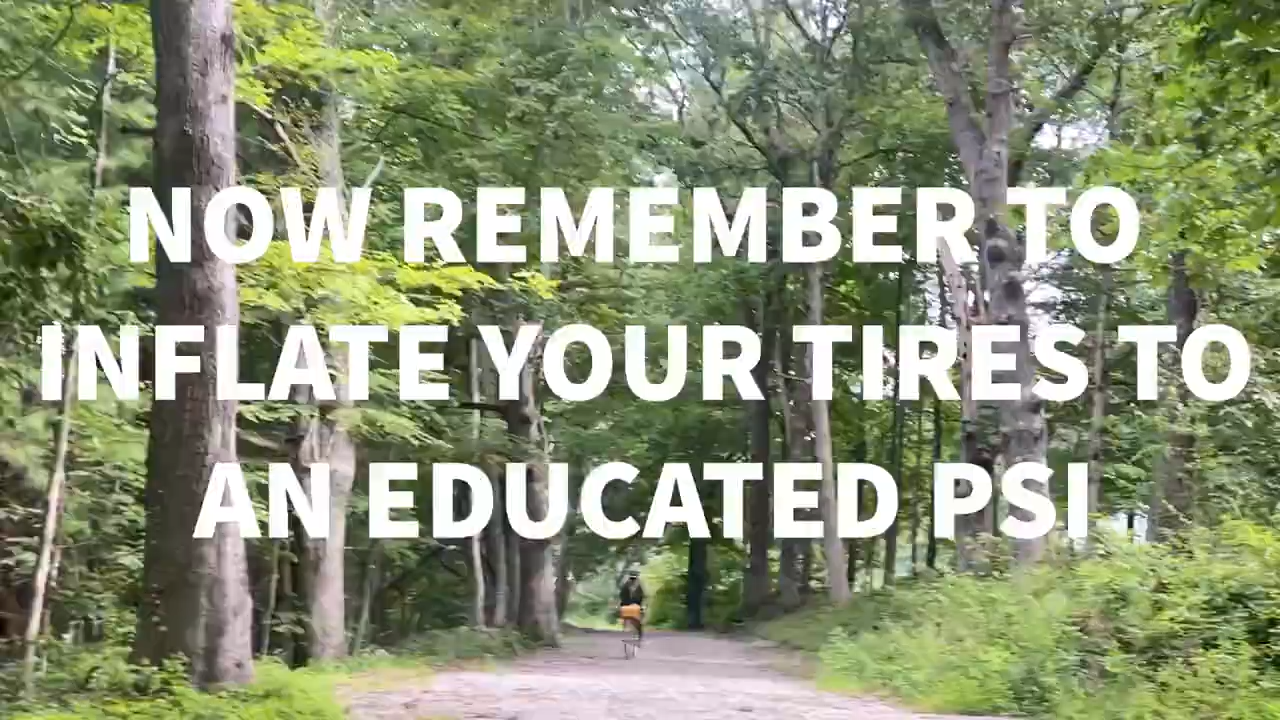 NOW REMEMBER TO
INFLATE YOUR TIRES TO
AN EDUCATED PSI